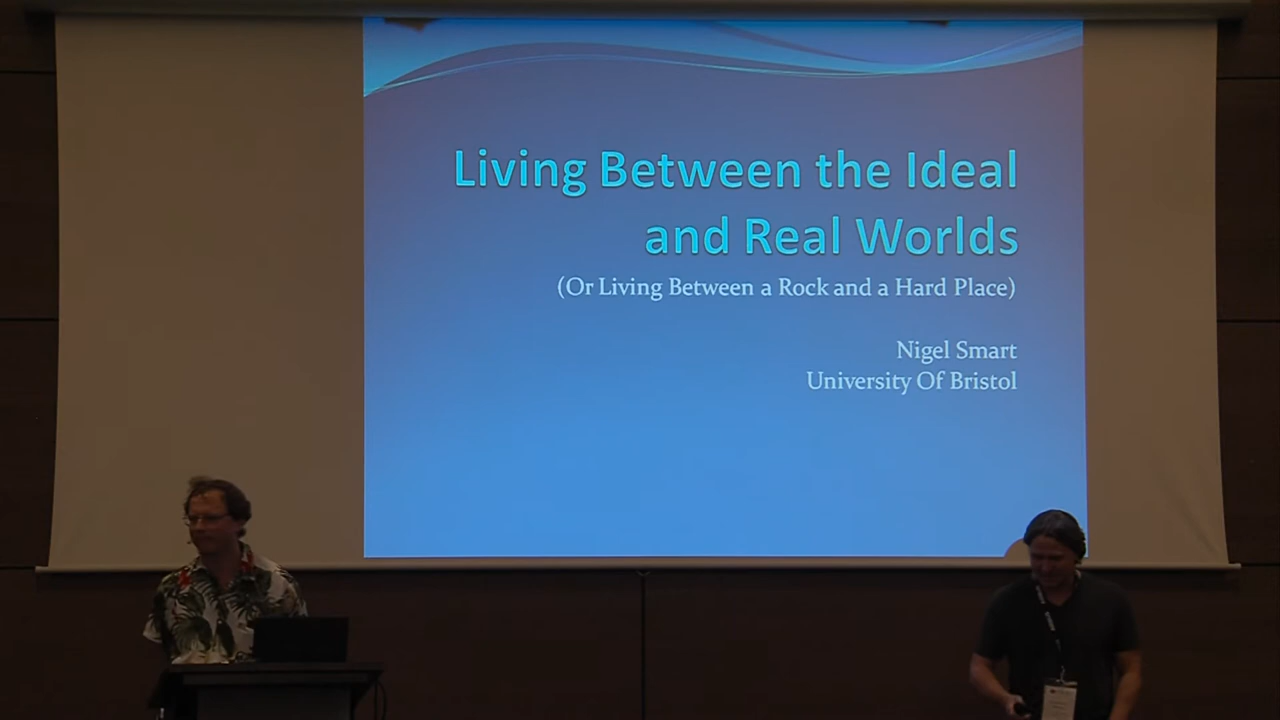 Living Between the Ideal
and Real Worlds
(Or Living Between a Rock and a Hard Place)
Nigel Smart
University Of Bristol